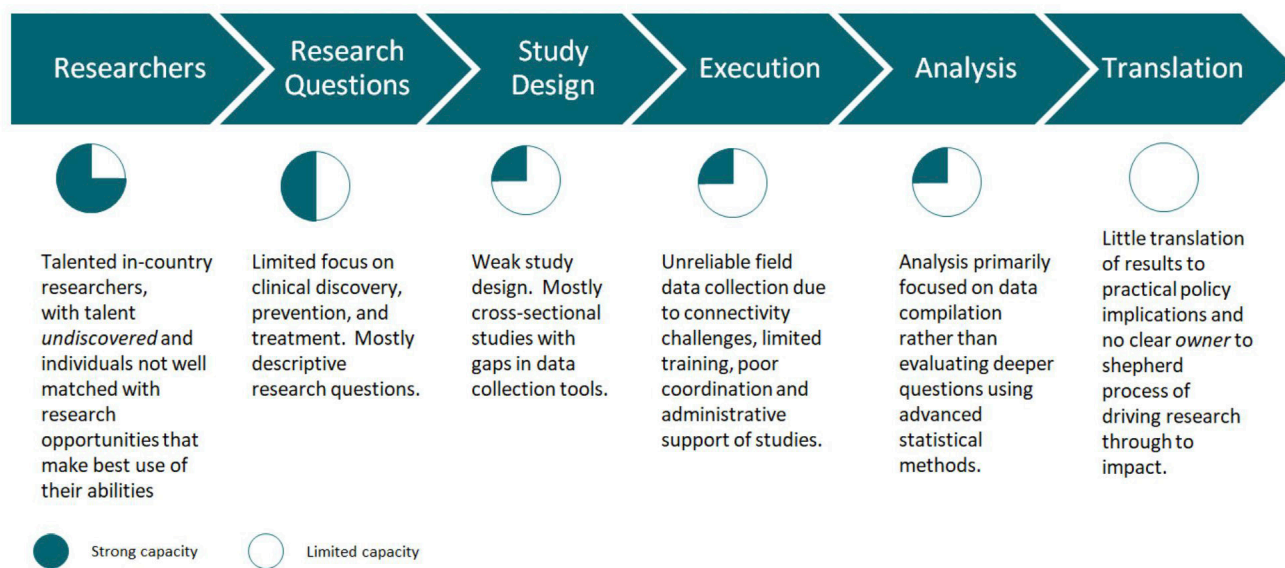 Researchers
Research
Questions
Study
Design
Execution
Analysis
Translation
Talented in-country
researchers,
with talent
undiscovered and
individuals not well
matched with
research
opportunities that
make best use of
their abilities
Limited focus on
clinical discovery,
prevention, and
treatment.  Mostly
descriptive
research questions.
Weak study
design.  Mostly
cross-sectional
studies with
gaps in data
collection tools.
Unreliable field
data collection due
to connectivity
challenges, limited
training, poor
coordination and
administrative
support of studies.
Analysis primarily
focused on data
compilation
rather than
evaluating deeper
questions using
advanced
statistical
methods.
Little translation
of results to
practical policy
implications and
no clear owner to
shepherd
process of
driving research
through to
impact.
Strong capacity
Limited capacity